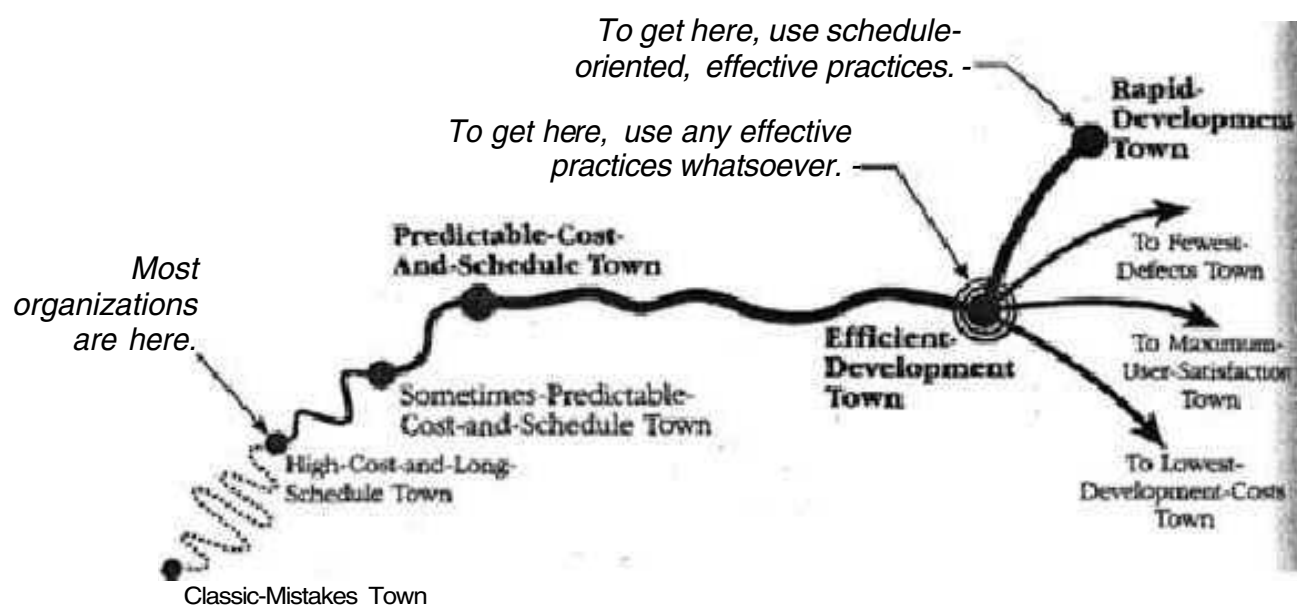 To get here, use schedule-
oriented, effective practices. -
Rapid-
Development
Town
To get here, use any effective
practices whatsoever. -
Predictable-Cost-
And-Schedule Town
To Fewest-
Defects Town
Most
organizations
are here.
Efficient-
Development
Town
To Maximum-
User-Satisfaction
Town
Sometimes-Predictable-
Cost-and-Schedule Town
High-Cost-and-Long-
Schedule Town
To Lowest-
Development-Costs
Town
Classic-Mistakes Town